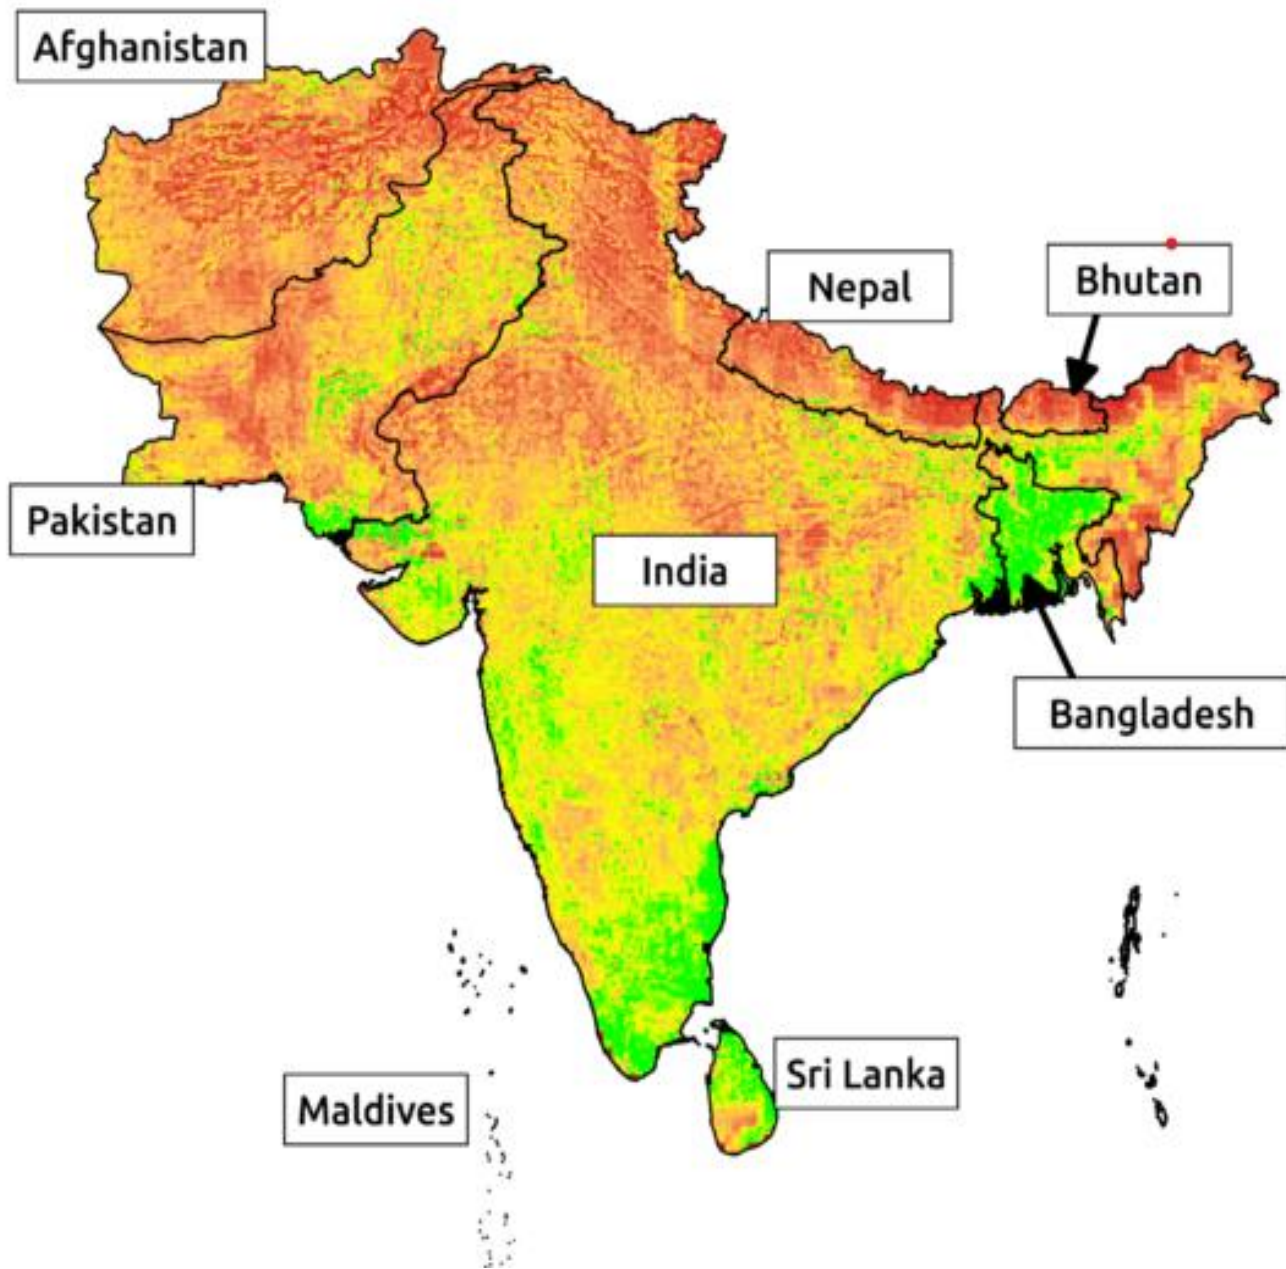 Afghanistan
Nepal
Bhutan
Pakistan
India
Bangladesh
Sri Lanka
Maldives